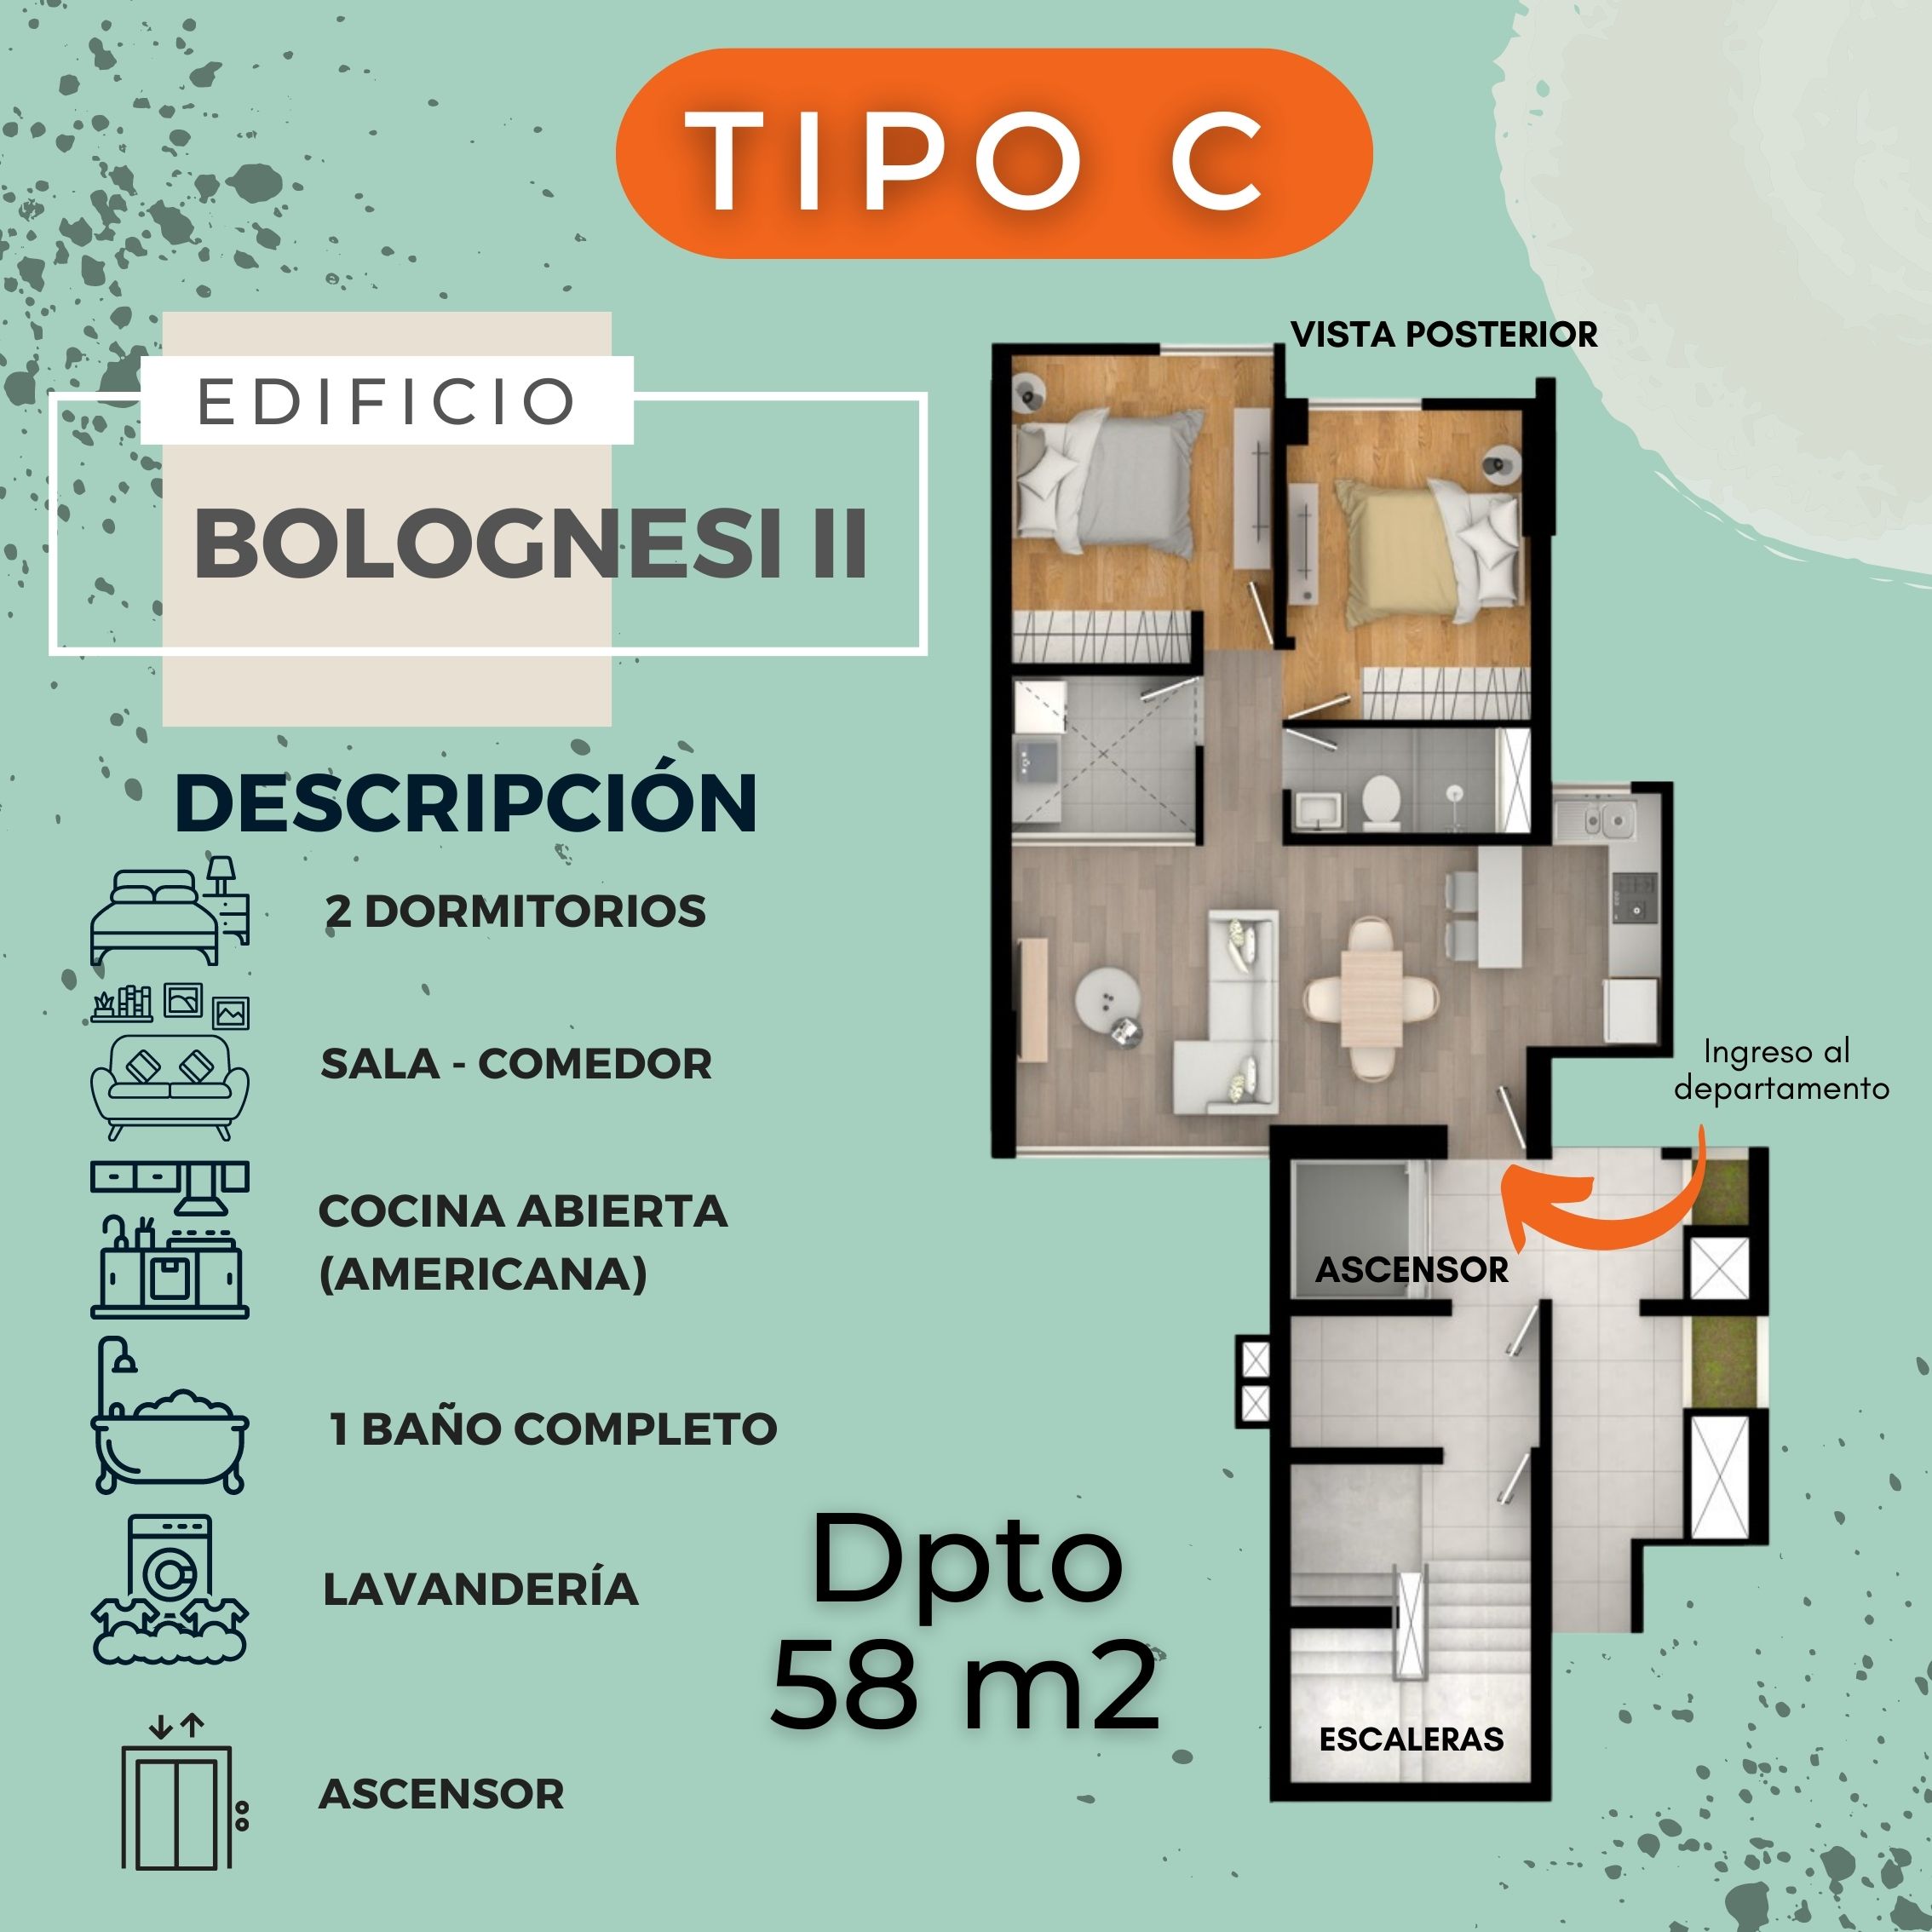 TIPO C
EDIFICIO
BOLOGNESI II
DESCRIPCIÓN
2 DORMITORIOS
SALA - COMEDOR
COCINA ABIERTA
(AMERICANA)
1 BAÑO COMPLETO
LAVANDERÍA
ASCENSOR
Dpto
58 m2
VISTA POSTERIOR
Ingreso al
departamento
ASCENSOR
ESCALERAS